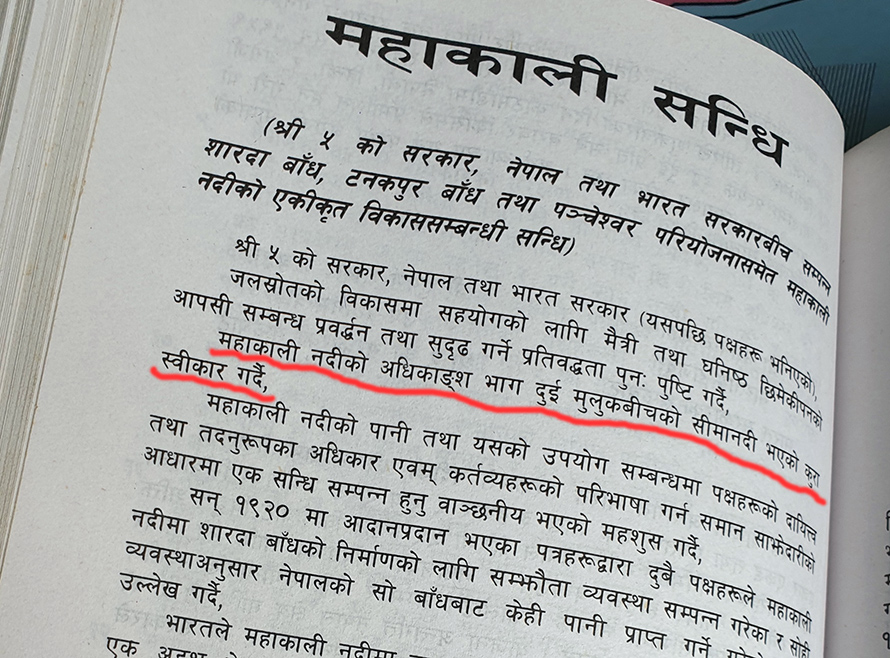 महाकाली सन्धि
(श्री ५ को सरकार, नेपाल तथा भारत सरकारबीच सम्पन्न
शारदा बाँध, टनकपुर बाँध तथा पञ्चेश्वर परियोजनासमेत महाकाली
नदीको एकीकृत विकाससम्बन्धी सन्धि)
श्री ५ को सरकार, नेपाल तथा भारत सरकार (यसपछि पक्षहरू भनिएको),
जलस्रोतको विकासमा सहयोगको लागि मैत्री तथा घनिष्ठ छिमेकीपनको
आपसी सम्बन्ध प्रवर्द्धन तथा सुदृढ गर्ने प्रतिवद्धता पुनः पुष्टि गर्दै,
महाकाली नदीको अधिकाङ्श भाग दुई मुलुकबीचको सीमानदी भएको कुरा
स्वीकार गर्दै,
महाकाली नदीको पानी तथा यसको उपयोग सम्बन्धमा पक्षहरूको दायित्व
तथा तदनुरूपका अधिकार एवम् कर्तव्यहरूको परिभाषा गर्न समान साझेदारीको
आधारमा एक सन्धि सम्पन्न हुनु वाञ्छनीय भएको महशुस गर्दै,
सन् १९२० मा आदानप्रदान भएका पत्रहरूद्वारा दुबै पक्षहरूले महाकाली
नदीमा शारदा बाँधको निर्माणको लागि सम्झौता व्यवस्था सम्पन्न गरेका र सोही
व्यवस्थाअनुसार नेपालको सो बाँधबाट केही पानी प्राप्त गर्ने
उल्लेख गर्दै,
भारतले महाकाली नदीमा
एक